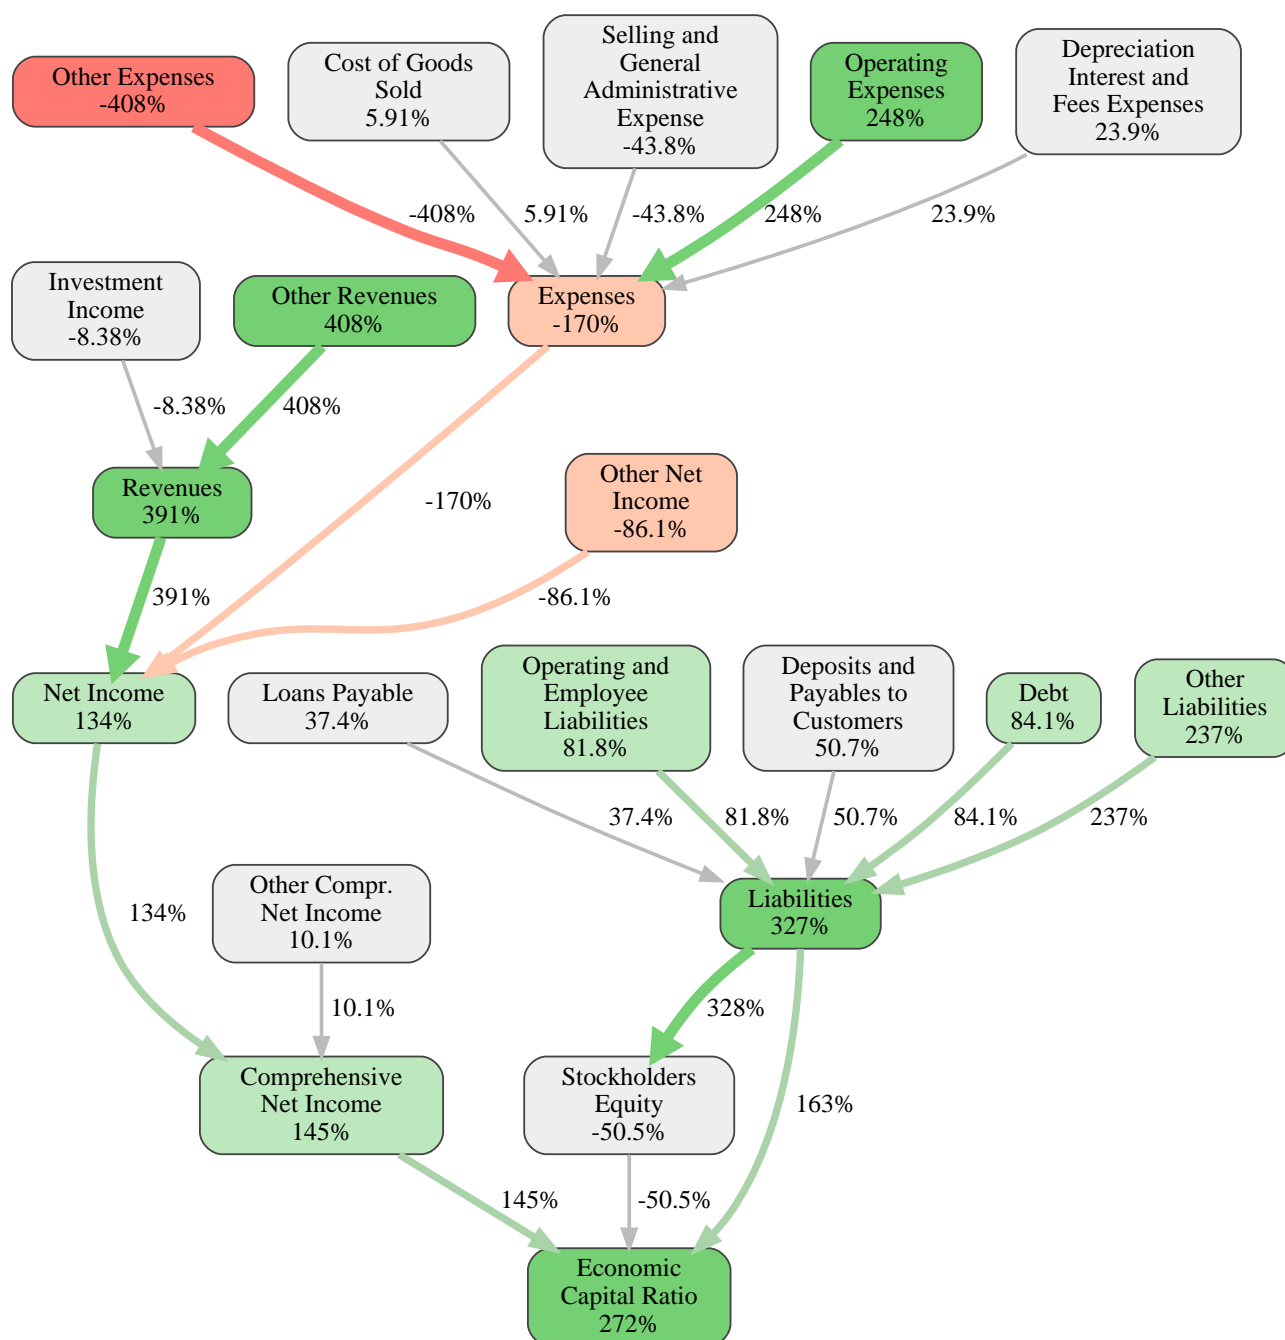 Other Expenses
-408%
Cost of Goods
Sold
5.91%
Selling and
General
Administrative
Expense
-43.8%
Operating
Expenses
248%
Depreciation
Interest and
Fees Expenses
23.9%
-408%
5.91%
-43.8%
248%
23.9%
Investment
Income
-8.38%
Other Revenues
408%
Expenses
-170%
-8.38%
408%
Revenues
391%
-170%
Other Net
Income
-86.1%
391%
-86.1%
Net Income
134%
Loans Payable
37.4%
Operating and
Employee
Liabilities
81.8%
Deposits and
Payables to
Customers
50.7%
Debt
84.1%
Other
Liabilities
237%
37.4%
81.8%
50.7%
84.1%
237%
134%
Other Compr.
Net Income
10.1%
Liabilities
327%
10.1%
328%
Comprehensive
Net Income
145%
Stockholders
Equity
-50.5%
163%
145%
-50.5%
Economic
Capital Ratio
272%